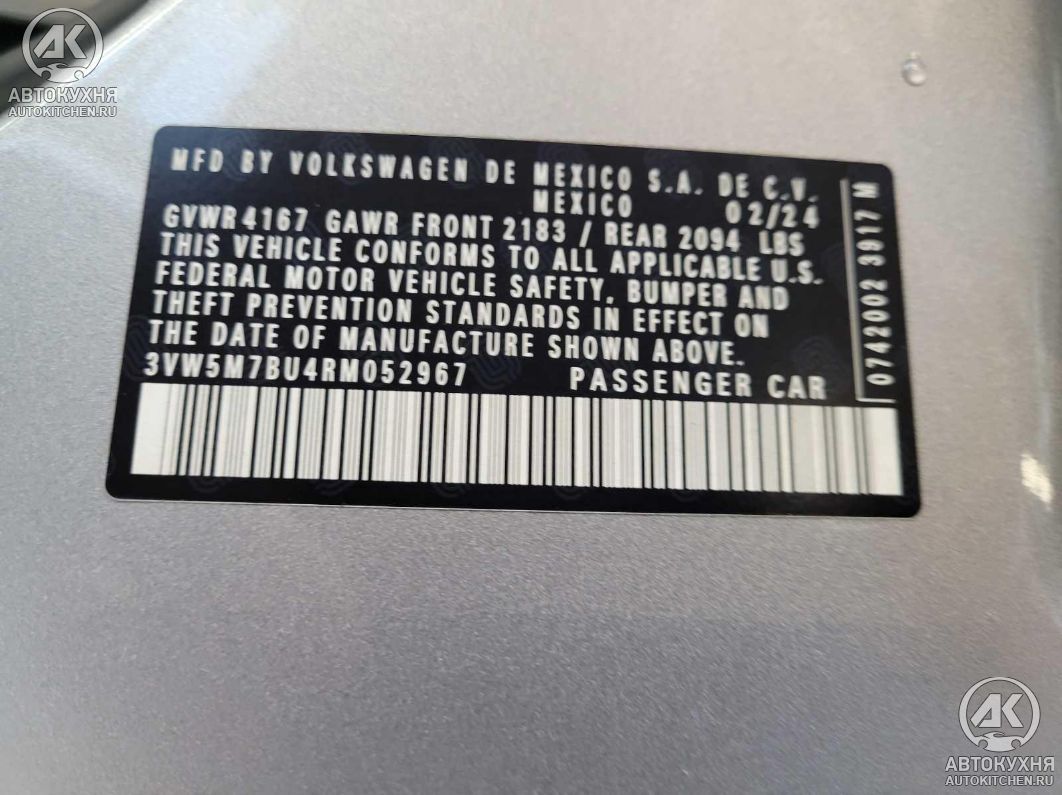 АК
АВТОКУХНЯ
AUTOKITCHEN.RU
MFD BY VOLKSWAGEN DE MEXICO S.A. DE C.V.
MEXICO 02/24
GVWR 4167 GAWR FRONT 2183 / REAR 2094 LBS
THIS VEHICLE CONFORMS TO ALL APPLICABLE U.S.
FEDERAL MOTOR VEHICLE SAFETY, BUMPER AND
THEFT PREVENTION STANDARDS IN EFFECT ON
THE DATE OF MANUFACTURE SHOWN ABOVE.
3VW5M7BU4RM052967 PASSENGER CAR
0742002 3917 M
АК
АВТОКУХНЯ
AUTOKITCHEN.RU